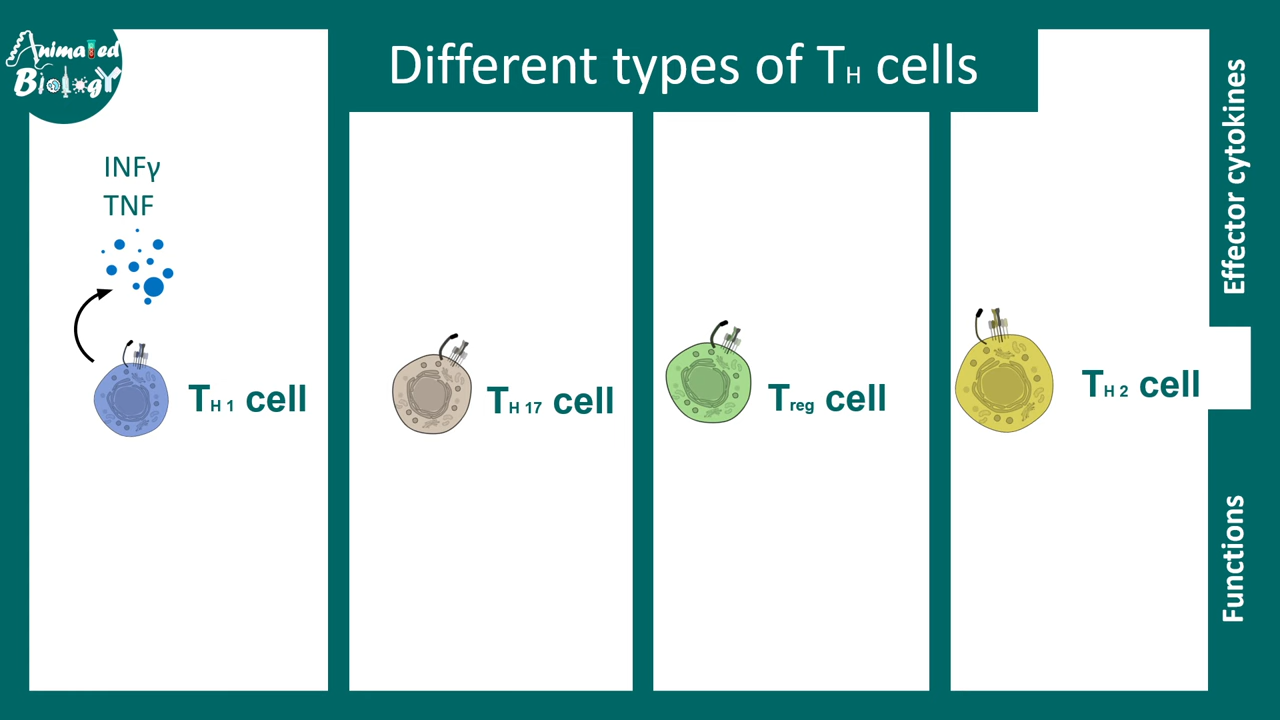 Animated
Biology
Different types of TH cells
INFγ
TNF
TH 1 cell
TH 17 cell
Treg cell
TH 2 cell
Effector cytokines
Functions